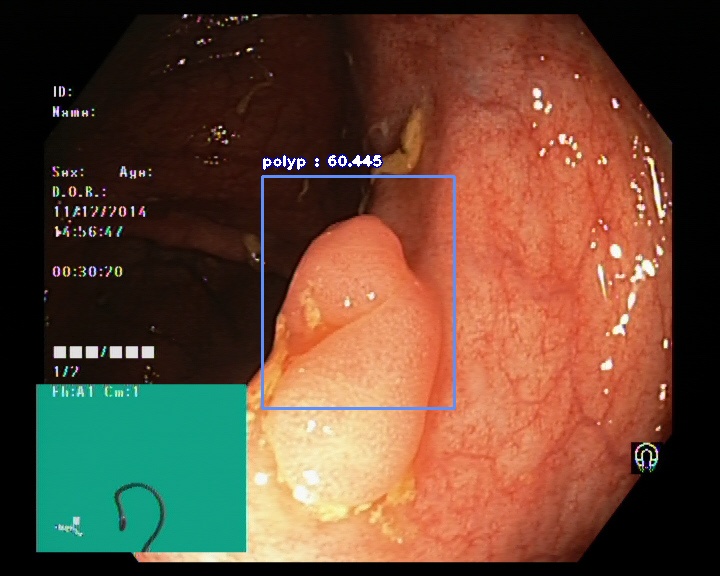 ID:
Name:
polyp : 60.445
Sex: Age:
D.O.B.:
11/12/2014
14:56:47
00:30:20
■■■/■■■
1/2
Eh:A1 Cm:1